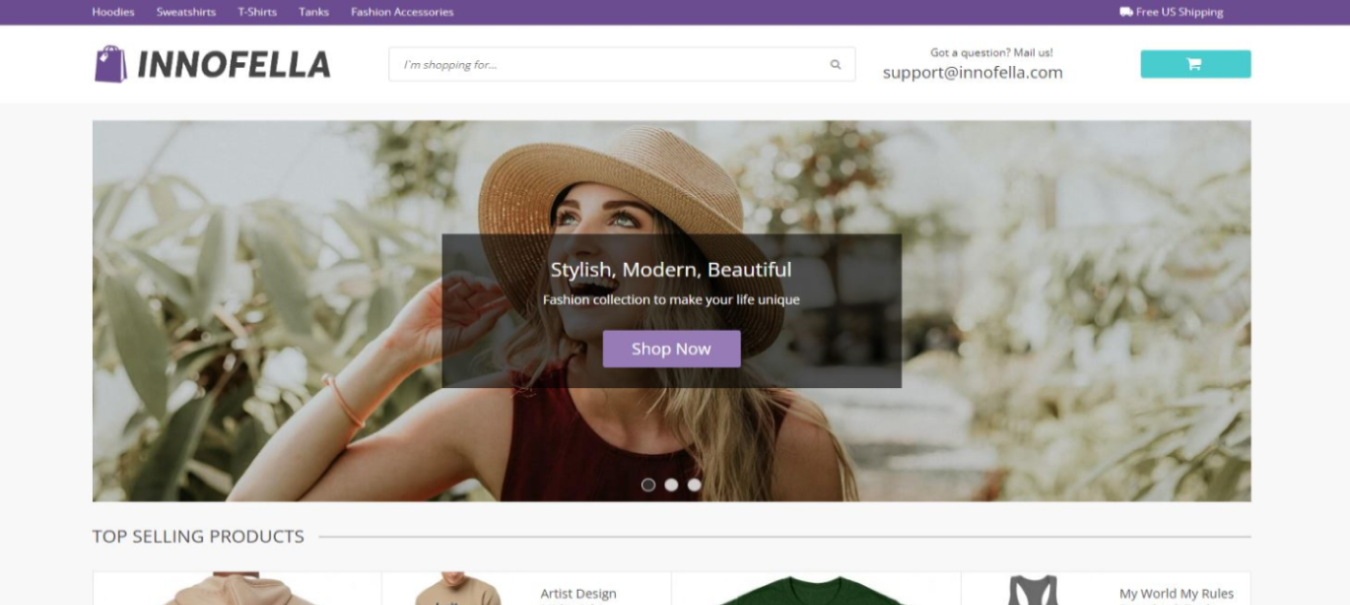 Hoodies Sweatshirts T-Shirts Tanks Fashion Accessories Free US Shipping
INNOFELLA
I'm shopping for...
Got a question? Mail us!
support@innofella.com
Stylish, Modern, Beautiful
Fashion collection to make your life unique
Shop Now
TOP SELLING PRODUCTS
Artist Design
My World My Rules